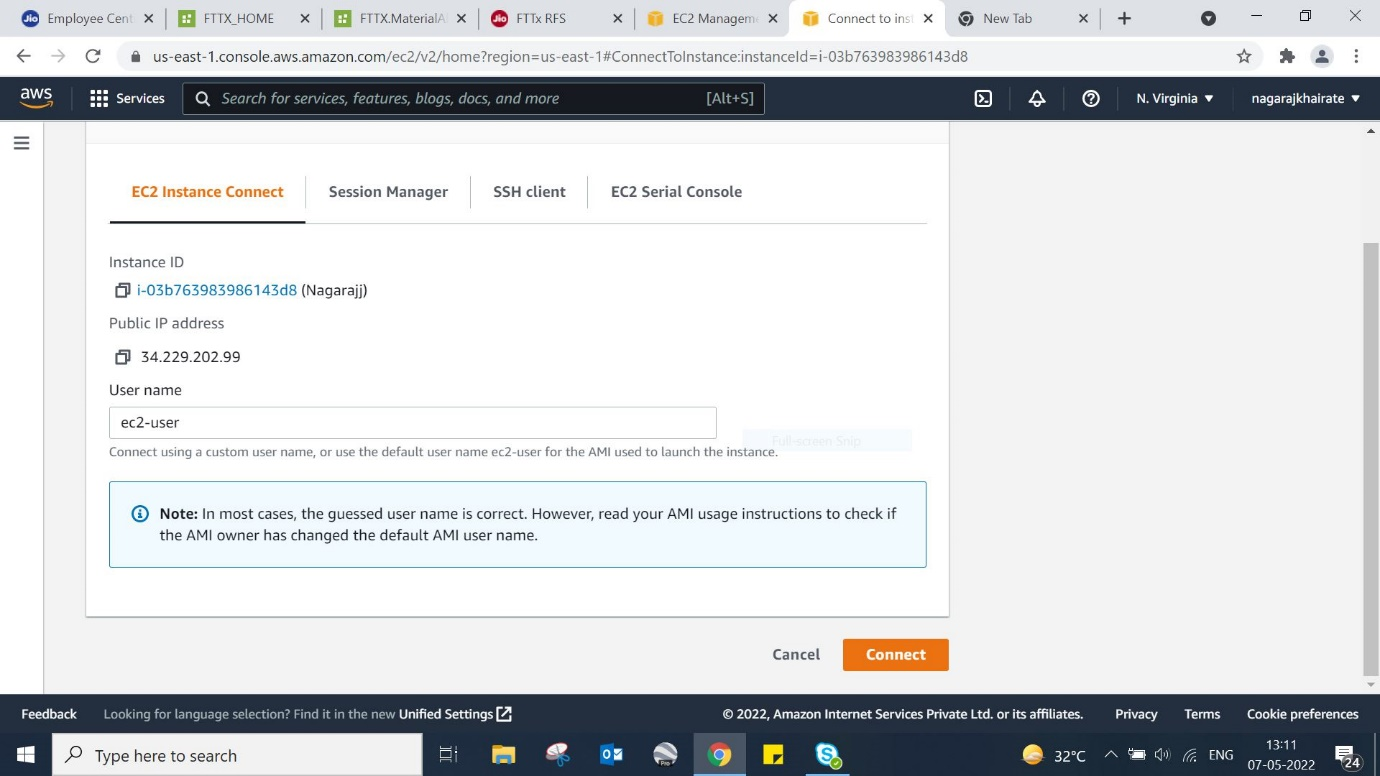 Jio Employee Cent
FTTX_HOME
FTTX.MaterialA
Jio FTTx RFS
EC2 Managem
Connect to inst
New Tab
us-east-1.console.aws.amazon.com/ec2/v2/home?region=us-east-1#ConnectToInstance:instanceId=i-03b763983986143d8
aws Services Search for services, features, blogs, docs, and more [Alt+S] N. Virginia ▼ nagarajkhairate ▼
EC2 Instance Connect Session Manager SSH client EC2 Serial Console
Instance ID
i-03b763983986143d8 (Nagarajj)
Public IP address
34.229.202.99
User name
ec2-user
Full-screen Snip
Connect using a custom user name, or use the default user name ec2-user for the AMI used to launch the instance.
Note: In most cases, the guessed user name is correct. However, read your AMI usage instructions to check if
the AMI owner has changed the default AMI user name.
Cancel Connect
Feedback Looking for language selection? Find it in the new Unified Settings © 2022, Amazon Internet Services Private Ltd. or its affiliates. Privacy Terms Cookie preferences
Type here to search
Pro
32°C
ENG
13:11
07-05-2022
24